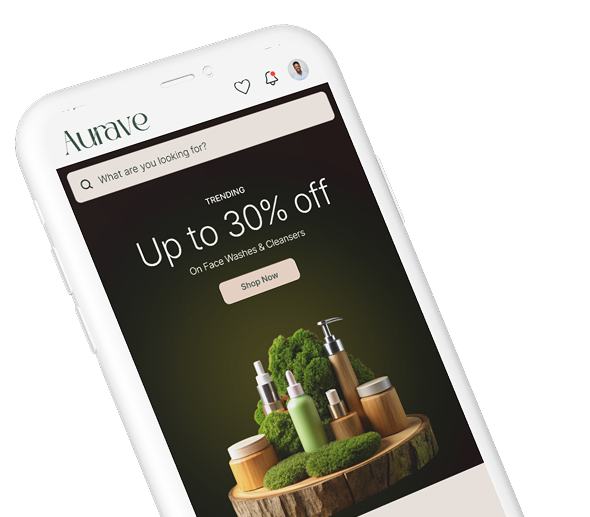 Aurave
What are you looking for?
TRENDING
Up to 30% off
On Face Washes & Cleansers
Shop Now